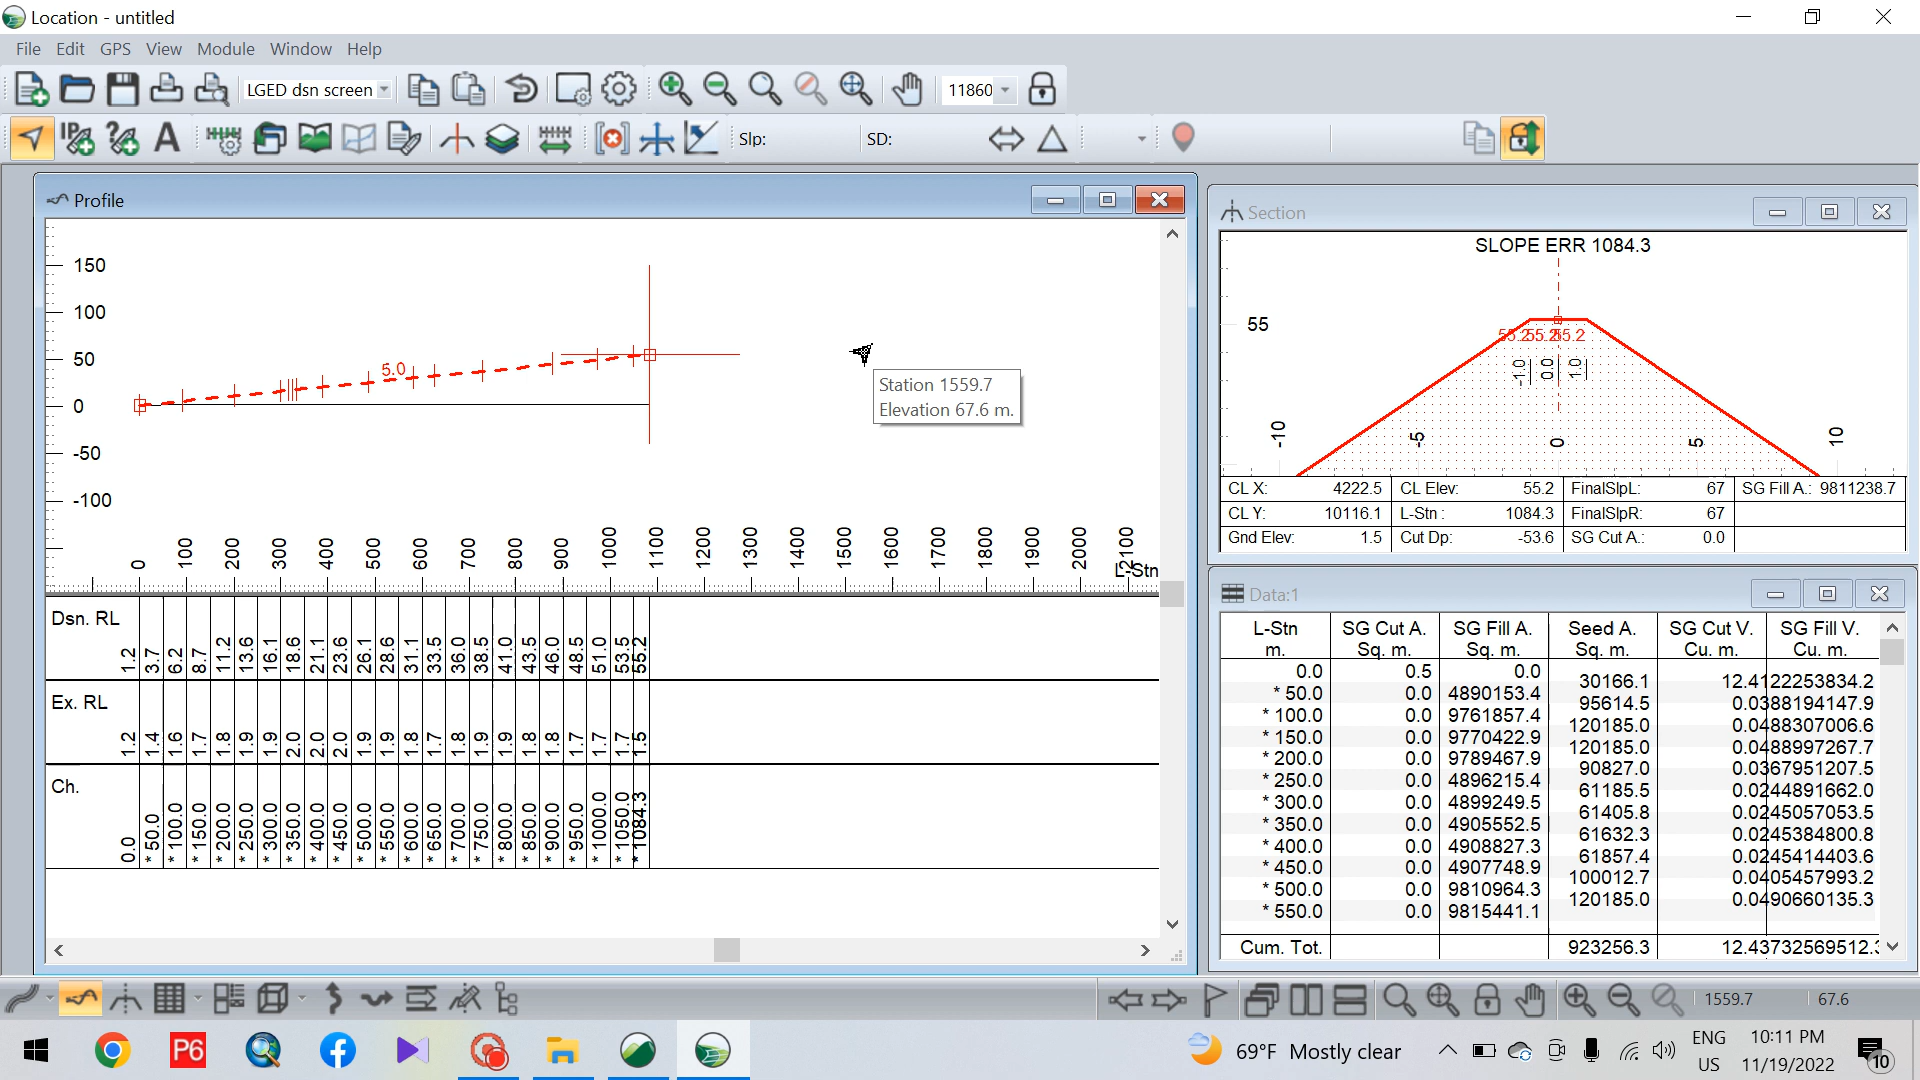 Location - untitled
File Edit GPS View Module Window Help
LGED dsn screen 11860
Slp: SD:
Profile
150
100
50
0
-50
-100
5.0
Station 1559.7
Elevation 67.6 m.
0 100 200 300 400 500 600 700 800 900 1000 1100 1200 1300 1400 1500 1600 1700 1800 1900 2000 2100
L-Stn
Dsn. RL 1.2 3.7 6.2 8.7 11.2 13.6 16.1 18.6 21.1 23.6 26.1 28.6 31.1 33.5 36.0 38.5 41.0 43.5 46.0 48.5 51.0 53.5 55.2
Ex. RL 1.2 1.4 1.6 1.7 1.8 1.9 1.9 2.0 2.0 2.0 1.9 1.9 1.8 1.7 1.8 1.9 1.9 1.8 1.8 1.7 1.7 1.7 1.5
Ch. 0.0 * 50.0 * 100.0 * 150.0 * 200.0 * 250.0 * 300.0 * 350.0 * 400.0 * 450.0 * 500.0 * 550.0 * 600.0 * 650.0 * 700.0 * 750.0 * 800.0 * 850.0 * 900.0 * 950.0 * 1000.0 * 1050.0 * 1084.3
Section
SLOPE ERR 1084.3
55
55.2 55.2 55.2
-1.0 0.0 1.0
-10 -5 0 5 10
CL X: 4222.5 CL Elev: 55.2 FinalSlpL: 67 SG Fill A.: 9811238.7
CL Y: 10116.1 L-Stn : 1084.3 FinalSlpR: 67
Gnd Elev: 1.5 Cut Dp: -53.6 SG Cut A.: 0.0
Data:1
L-Stn SG Cut A. SG Fill A. Seed A. SG Cut V. SG Fill V.
m. Sq. m. Sq. m. Sq. m. Cu. m. Cu. m.
0.0 0.5 0.0
30166.1 12.4122253834.2
* 50.0 0.0 4890153.4
95614.5 0.0388194147.9
* 100.0 0.0 9761857.4
120185.0 0.0488307006.6
* 150.0 0.0 9770422.9
120185.0 0.0488997267.7
* 200.0 0.0 9789467.9
90827.0 0.0367951207.5
* 250.0 0.0 4896215.4
61185.5 0.0244891662.0
* 300.0 0.0 4899249.5
61405.8 0.0245057053.5
* 350.0 0.0 4905552.5
61632.3 0.0245384800.8
* 400.0 0.0 4908827.3
61857.4 0.0245414403.6
* 450.0 0.0 4907748.9
100012.7 0.0405457993.2
* 500.0 0.0 9810964.3
120185.0 0.0490660135.3
* 550.0 0.0 9815441.1
Cum. Tot. 923256.3 12.43732569512.3
1559.7 67.6
P6
69°F Mostly clear
ENG
US
10:11 PM
11/19/2022
10